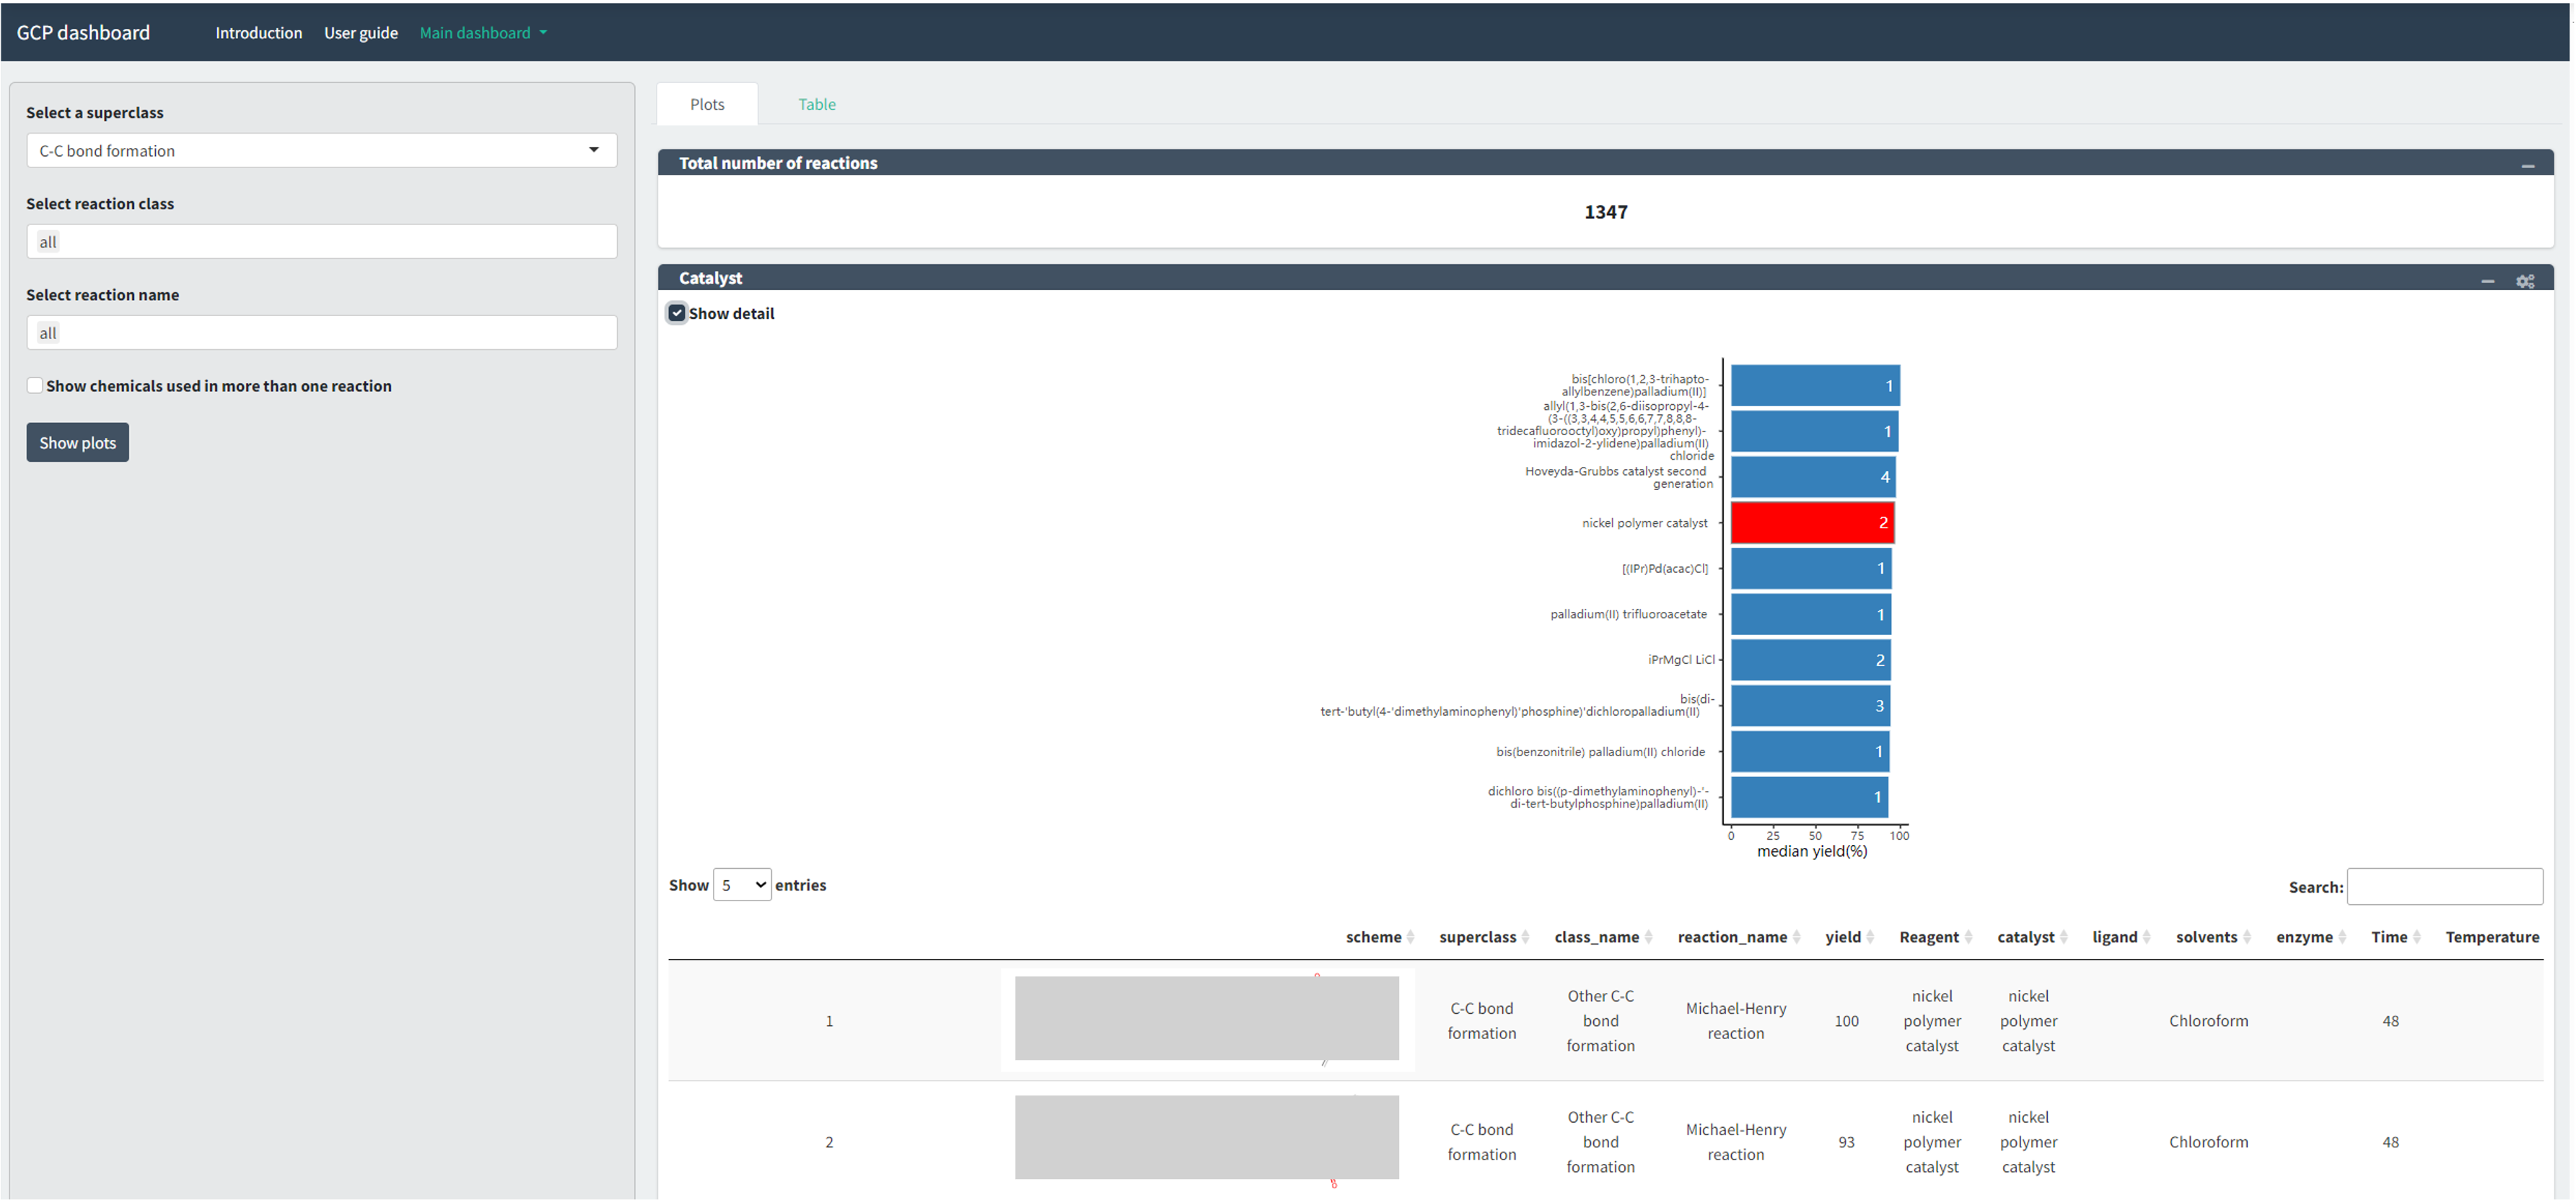 GCP dashboard Introduction User guide Main dashboard
Select a superclass
C-C bond formation
Select reaction class
all
Select reaction name
all
Show chemicals used in more than one reaction
Show plots
Plots Table
Total number of reactions
1347
Catalyst
Show detail
bis[chloro(1,2,3-trihapto-
allylbenzene)palladium(II)]
1
allyl(1,3-bis(2,6-diisopropyl-4-
(3-((3,3,4,4,5,5,6,6,7,7,8,8,8-
tridecafluorooctyl)oxy)propyl)phenyl)-
imidazol-2-ylidene)palladium(II)
chloride
1
Hoveyda-Grubbs catalyst second
generation
4
nickel polymer catalyst 2
[(IPr)Pd(acac)Cl] 1
palladium(II) trifluoroacetate 1
iPrMgCl LiCl 2
bis(di-
tert-'butyl(4-'dimethylaminophenyl)'phosphine)'dichloropalladium(II)
3
bis(benzonitrile) palladium(II) chloride 1
dichloro bis((p-dimethylaminophenyl)-'-
di-tert-butylphosphine)palladium(II)
1
0 25 50 75 100
median yield(%)
Show 5 entries
Search:
scheme superclass class_name reaction_name yield Reagent catalyst ligand solvents enzyme Time Temperature
1
C-C bond
formation
Other C-C
bond
formation
Michael-Henry
reaction
100
nickel
polymer
catalyst
nickel
polymer
catalyst
Chloroform
48
2
C-C bond
formation
Other C-C
bond
formation
Michael-Henry
reaction
93
nickel
polymer
catalyst
nickel
polymer
catalyst
Chloroform
48